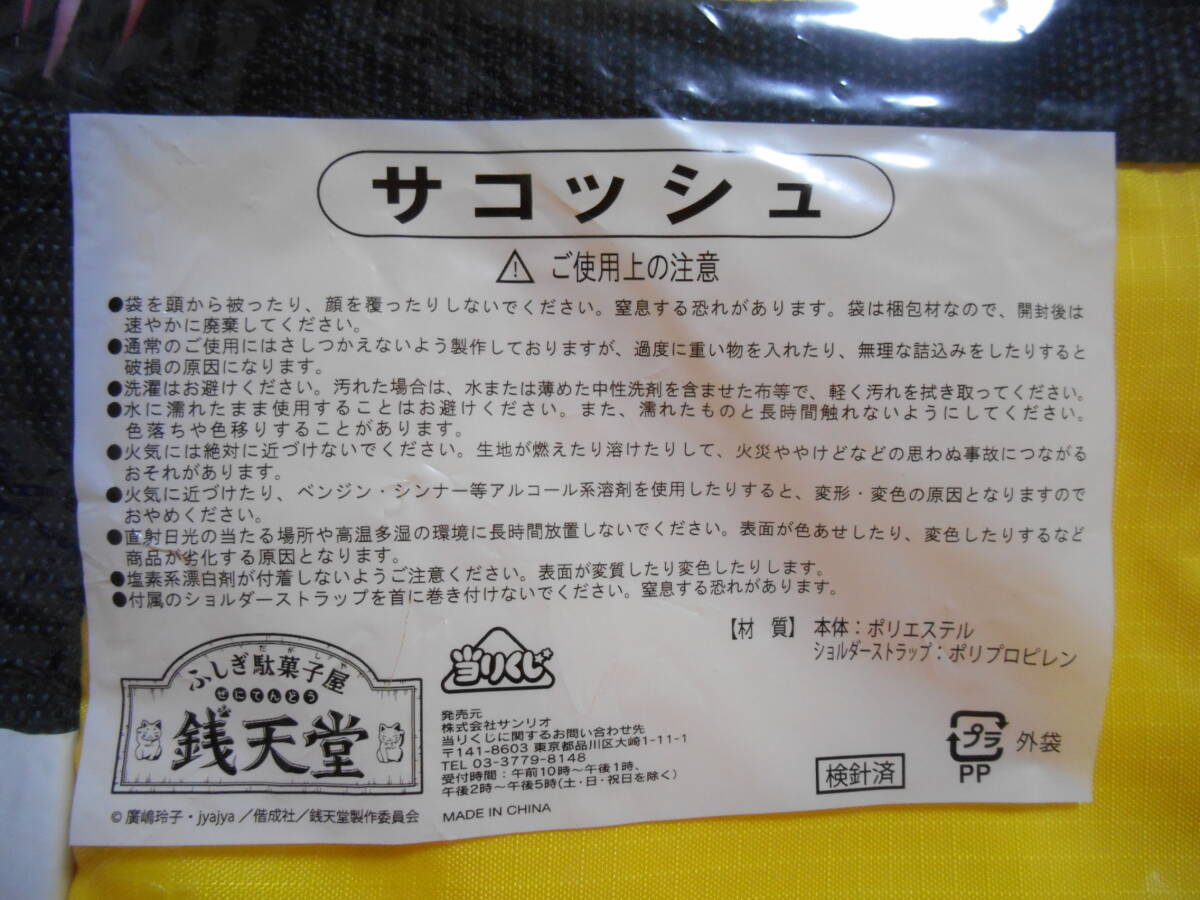 サコッシュ
⚠ ご使用上の注意
●袋を頭から被ったり、顔を覆ったりしないでください。窒息する恐れがあります。袋は梱包材なので、開封後は
速やかに廃棄してください。
●通常のご使用にはさしつかえないよう製作しておりますが、過度に重い物を入れたり、無理な詰込みをしたりすると
破損の原因になります。
●洗濯はお避けください。汚れた場合は、水または薄めた中性洗剤を含ませた布等で、軽く汚れを拭き取ってください。
●水に濡れたまま使用することはお避けください。また、濡れたものと長時間触れないようにしてください。
色落ちや色移りすることがあります。
●火気には絶対に近づけないでください。生地が燃えたり溶けたりして、火災ややけどなどの思わぬ事故につながる
おそれがあります。
●火気に近づけたり、ベンジン・シンナー等アルコール系溶剤を使用したりすると、変形・変色の原因となりますので
おやめください。
●直射日光の当たる場所や高温多湿の環境に長時間放置しないでください。表面が色あせしたり、変色したりするなど
商品が劣化する原因となります。
●塩素系漂白剤が付着しないようご注意ください。表面が変質したり変色したりします。
●付属のショルダーストラップを首に巻き付けないでください。窒息する恐れがあります。
【材 質】 本体：ポリエステル
ショルダーストラップ：ポリプロピレン
だがしや
ふしぎ駄菓子屋
ぜにてんどう
銭天堂
©廣嶋玲子・jyajya／偕成社／銭天堂製作委員会
当りくじ
発売元
株式会社サンリオ
当りくじに関するお問い合わせ先
〒141-8603 東京都品川区大崎1-11-1
TEL 03-3779-8148
受付時間：午前10時〜午後1時、
午後2時〜午後5時(土・日・祝日を除く)
MADE IN CHINA
検針済
プラ
外袋
PP